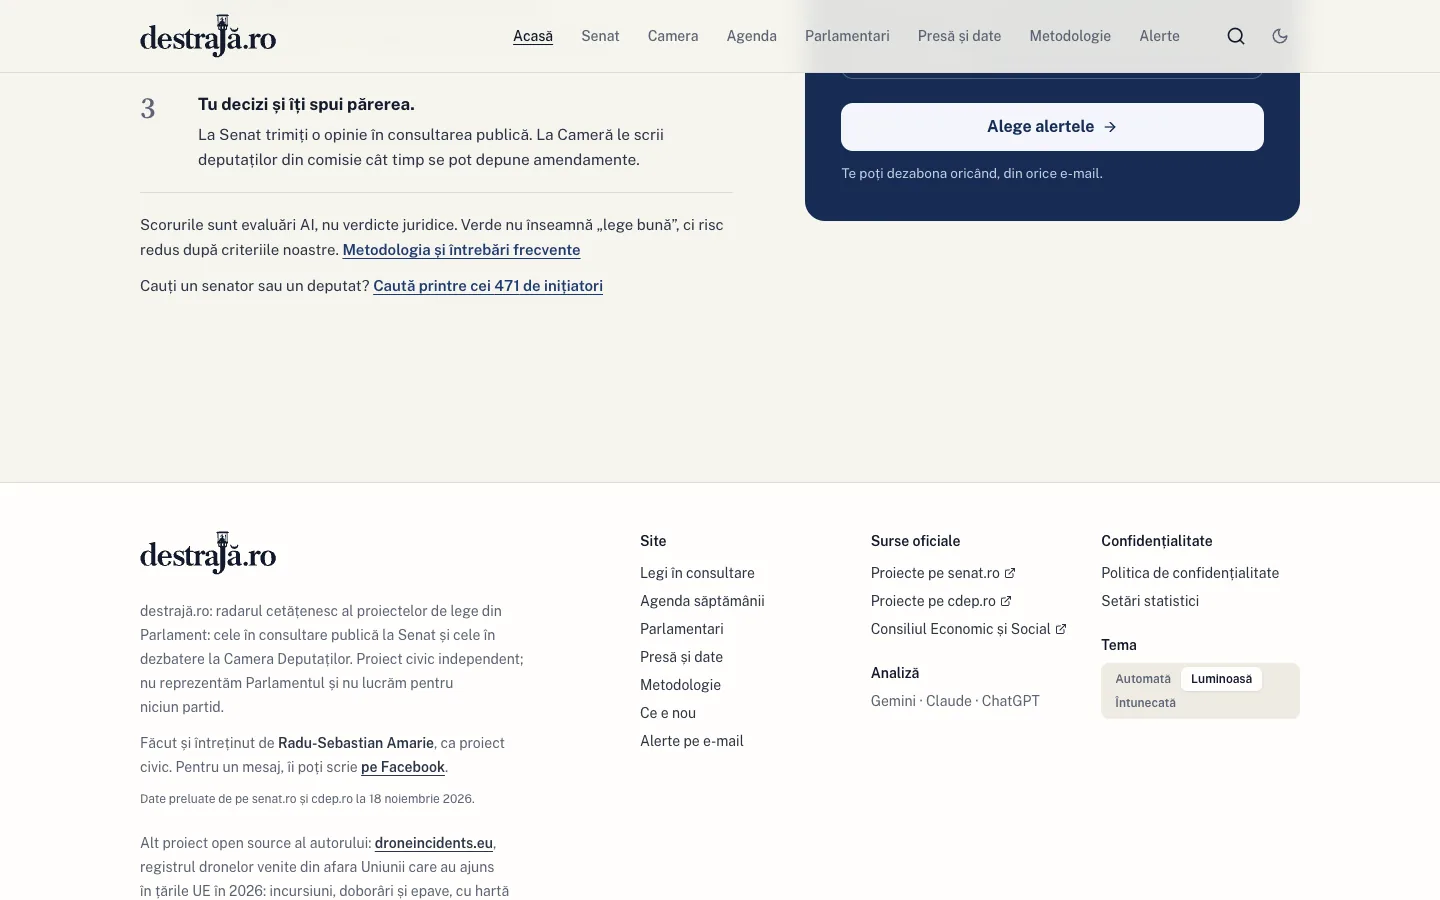 destrajă.ro
Acasă
Senat
Camera
Agenda
Parlamentari
Presă și date
Metodologie
Alerte
3
Tu decizi și îți spui părerea.
La Senat trimiți o opinie în consultarea publică. La Cameră le scrii
deputaților din comisie cât timp se pot depune amendamente.
Scorurile sunt evaluări AI, nu verdicte juridice. Verde nu înseamnă „lege bună”, ci risc
redus după criteriile noastre. Metodologia și întrebări frecvente
Cauți un senator sau un deputat? Caută printre cei 471 de inițiatori
Alege alertele →
Te poți dezabona oricând, din orice e-mail.
destrajă.ro
destrajă.ro: radarul cetățenesc al proiectelor de lege din
Parlament: cele în consultare publică la Senat și cele în
dezbatere la Camera Deputaților. Proiect civic independent;
nu reprezentăm Parlamentul și nu lucrăm pentru
niciun partid.
Făcut și întreținut de Radu-Sebastian Amarie, ca proiect
civic. Pentru un mesaj, îi poți scrie pe Facebook.
Date preluate de pe senat.ro și cdep.ro la 18 noiembrie 2026.
Alt proiect open source al autorului: droneincidents.eu,
registrul dronelor venite din afara Uniunii care au ajuns
în țările UE în 2026: incursiuni, doborâri și epave, cu hartă
Site
Legi în consultare
Agenda săptămânii
Parlamentari
Presă și date
Metodologie
Ce e nou
Alerte pe e-mail
Surse oficiale
Proiecte pe senat.ro
Proiecte pe cdep.ro
Consiliul Economic și Social
Analiză
Gemini · Claude · ChatGPT
Confidențialitate
Politica de confidențialitate
Setări statistici
Tema
Automată
Luminoasă
Întunecată